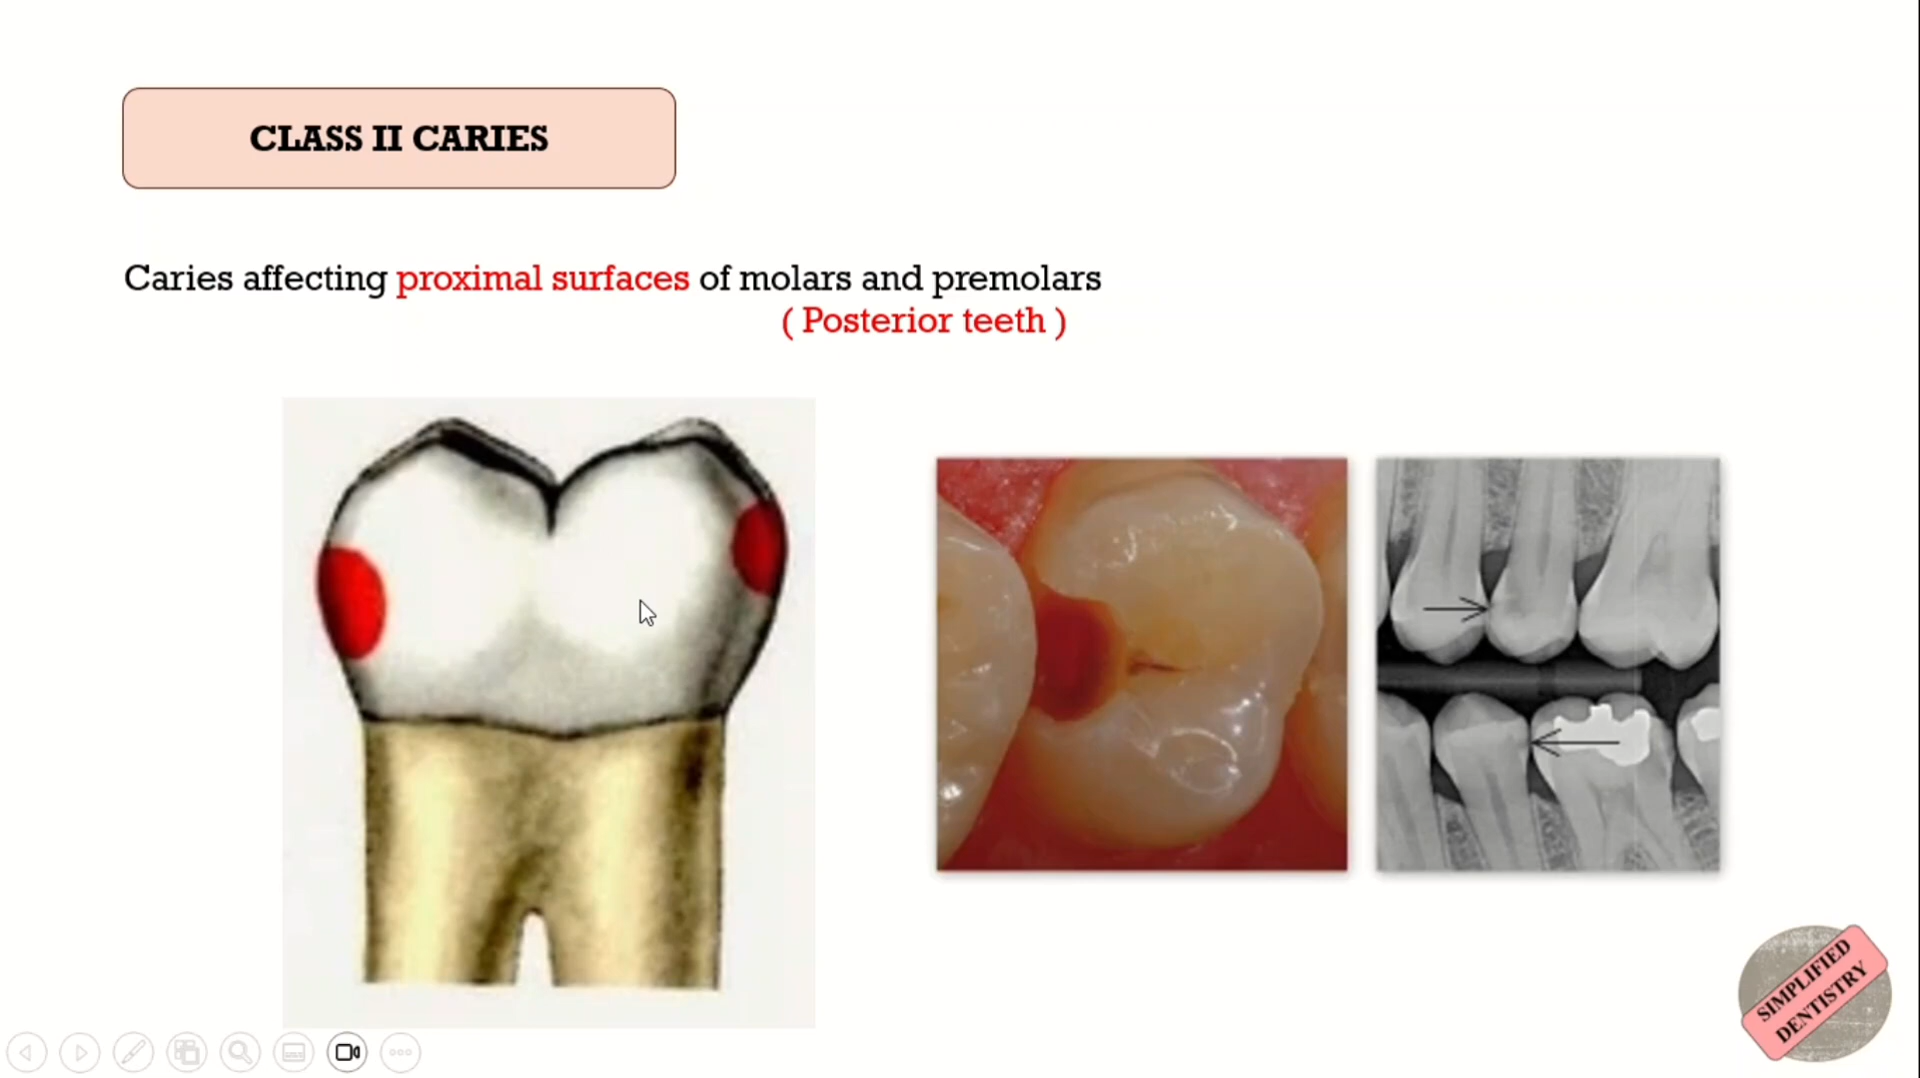 CLASS II CARIES
Caries affecting proximal surfaces of molars and premolars
( Posterior teeth )
SIMPLIFIED
DENTISTRY